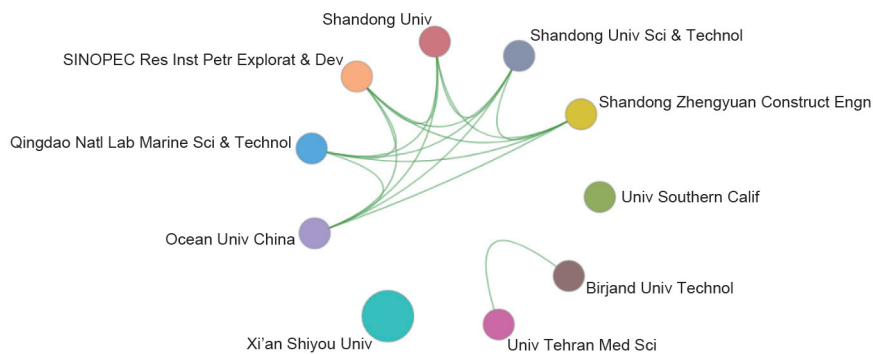 Shandong Univ
Shandong Univ Sci & Technol
SINOPEC Res Inst Petr Explorat & Dev
Shandong Zhengyuan Construct Engn
Qingdao Natl Lab Marine Sci & Technol
Univ Southern Calif
Ocean Univ China
Birjand Univ Technol
Xi'an Shiyou Univ
Univ Tehran Med Sci